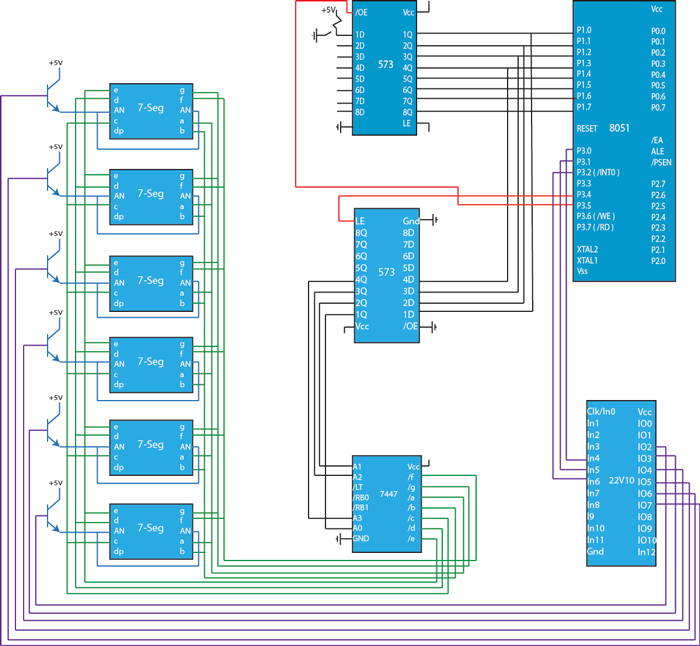 +5V
e g
d 7-Seg f
AN AN
c a
dp b
+5V
e g
d 7-Seg f
AN AN
c a
dp b
+5V
e g
d 7-Seg f
AN AN
c a
dp b
+5V
e g
d 7-Seg f
AN AN
c a
dp b
+5V
e g
d 7-Seg f
AN AN
c a
dp b
+5V
e g
d 7-Seg f
AN AN
c a
dp b
+5V
/OE Vcc
1D 1Q
2D 2Q
3D 3Q
4D 573 4Q
5D 5Q
6D 6Q
7D 7Q
8D 8Q
LE
LE Gnd
8Q 8D
7Q 7D
6Q 6D
5Q 573 5D
4Q 4D
3Q 3D
2Q 2D
1Q 1D
Vcc /OE
A1 Vcc
A2 /f
/LT /g
/RB0 7447 /a
/RB1 /b
A3 /c
A0 /d
GND /e
Vcc
P1.0 P0.0
P1.1 P0.1
P1.2 P0.2
P1.3 P0.3
P1.4 P0.4
P1.5 P0.5
P1.6 P0.6
P1.7 P0.7
RESET 8051
/EA
P3.0 ALE
P3.1 /PSEN
P3.2 (/INT0)
P3.3 P2.7
P3.4 P2.6
P3.5 P2.5
P3.6 (/WE) P2.4
P3.7 (/RD) P2.3
P2.2
XTAL2 P2.1
XTAL1 P2.0
Vss
Clk/In0 Vcc
In1 IO0
In2 IO1
In3 IO2
In4 IO3
In5 IO4
In6 22V10 IO5
In7 IO6
In8 IO7
I9 IO8
In10 IO9
In11 IO10
Gnd In12